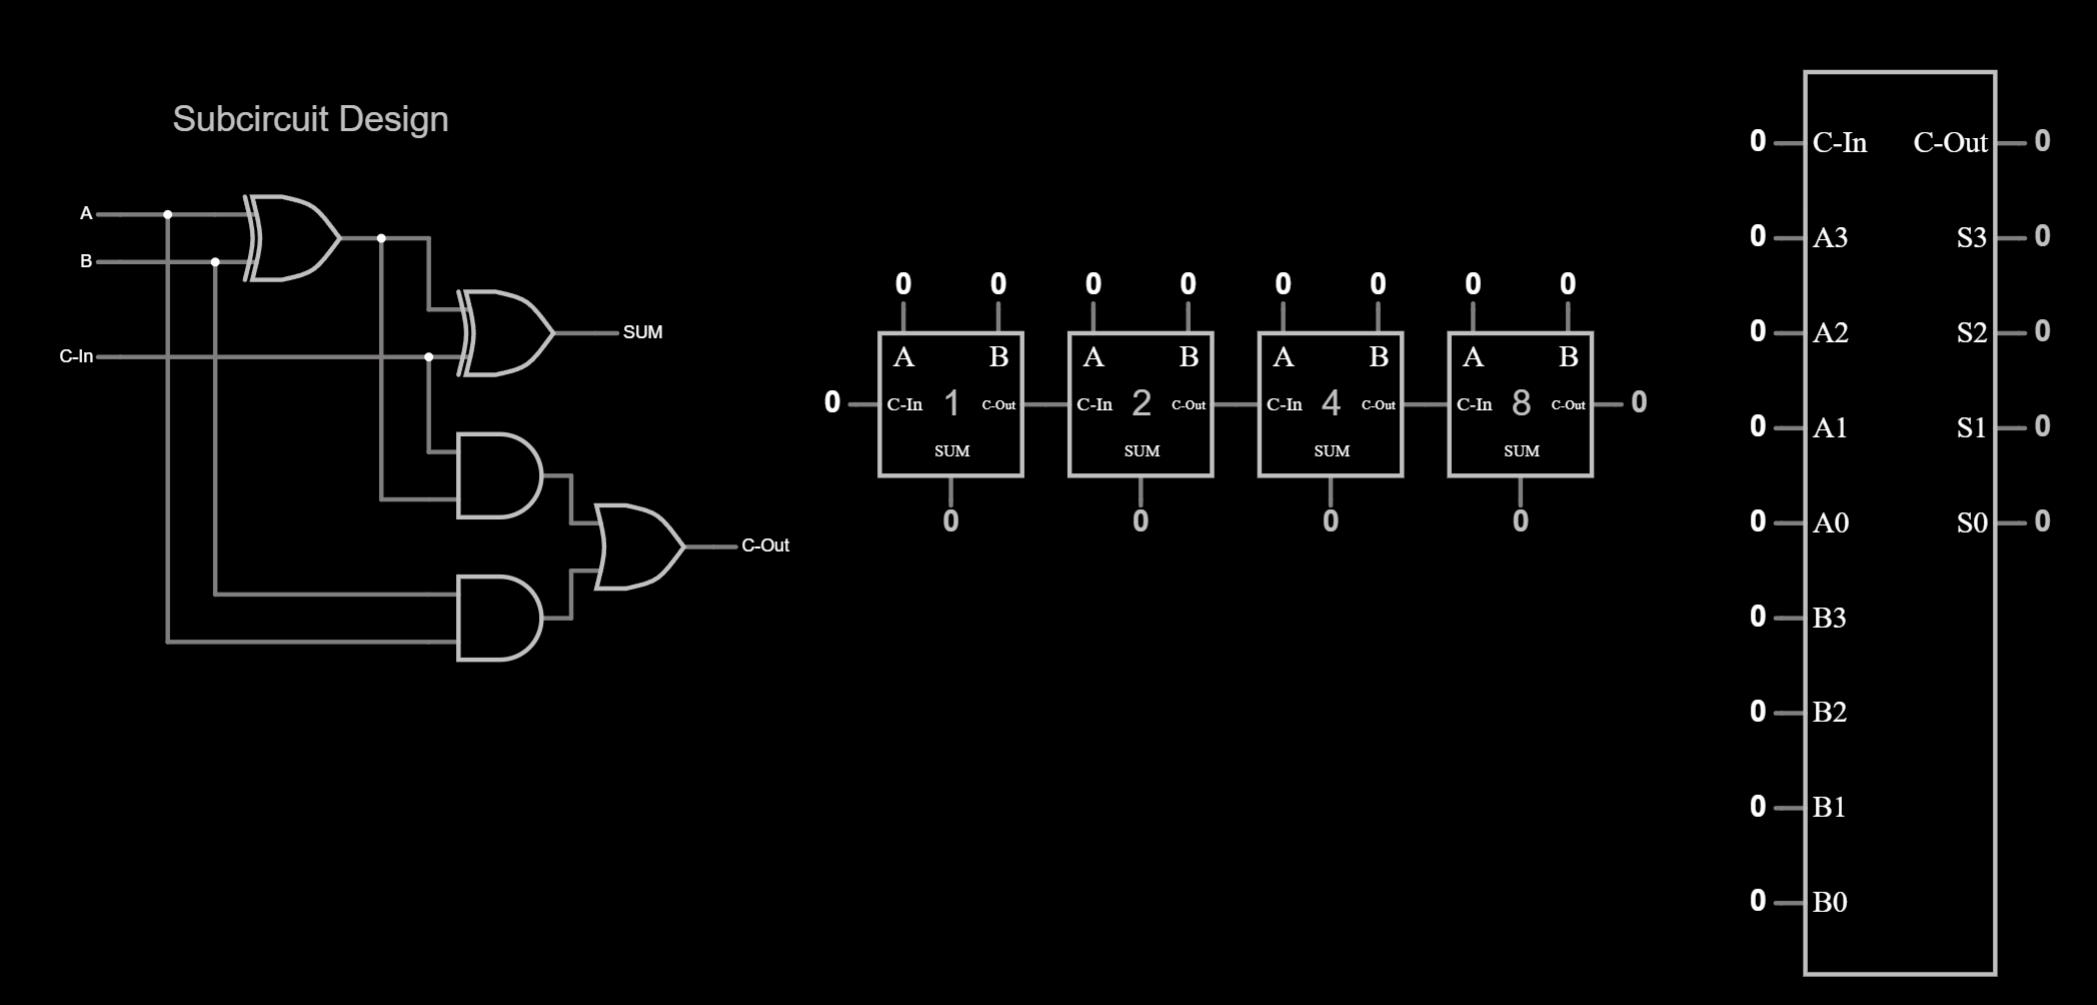 Subcircuit Design
A
B
C-In
SUM
C-Out
0 0 0 0 0 0 0 0
A B A B A B A B
0 C-In 1 C-Out C-In 2 C-Out C-In 4 C-Out C-In 8 C-Out 0
SUM SUM SUM SUM
0 0 0 0
0 C-In C-Out 0
0 A3 S3 0
0 A2 S2 0
0 A1 S1 0
0 A0 S0 0
0 B3
0 B2
0 B1
0 B0